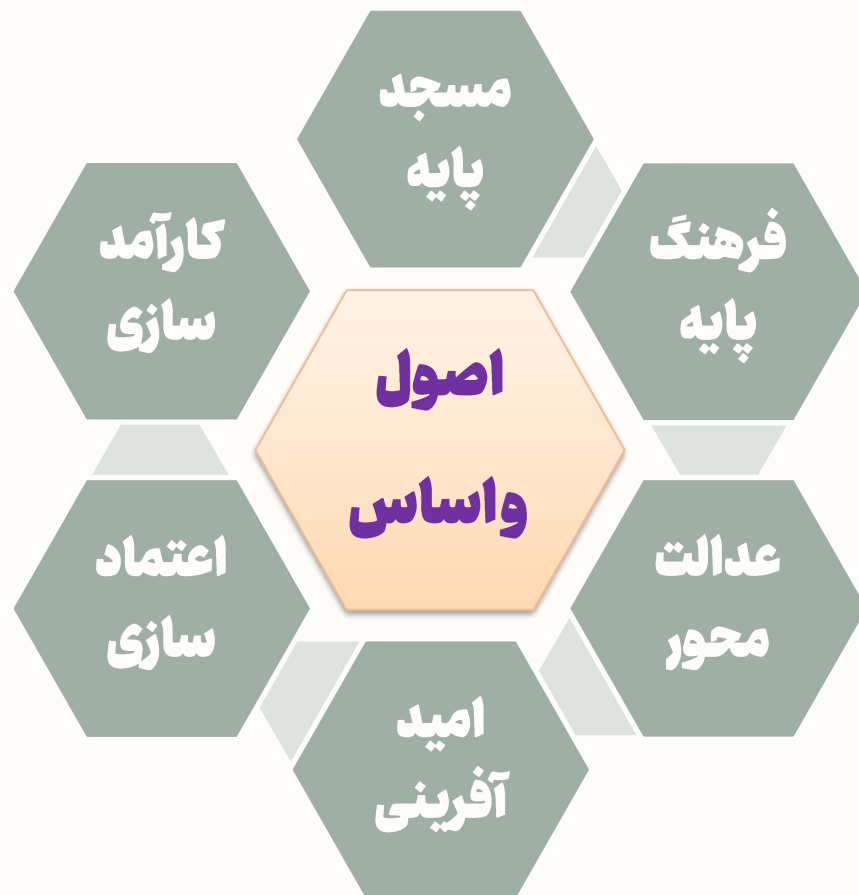 مسجد
پایه
فرهنگ
پایه
عدالت
محور
امید
آفرینی
اعتماد
سازی
کارآمد
سازی
اصول
واساس